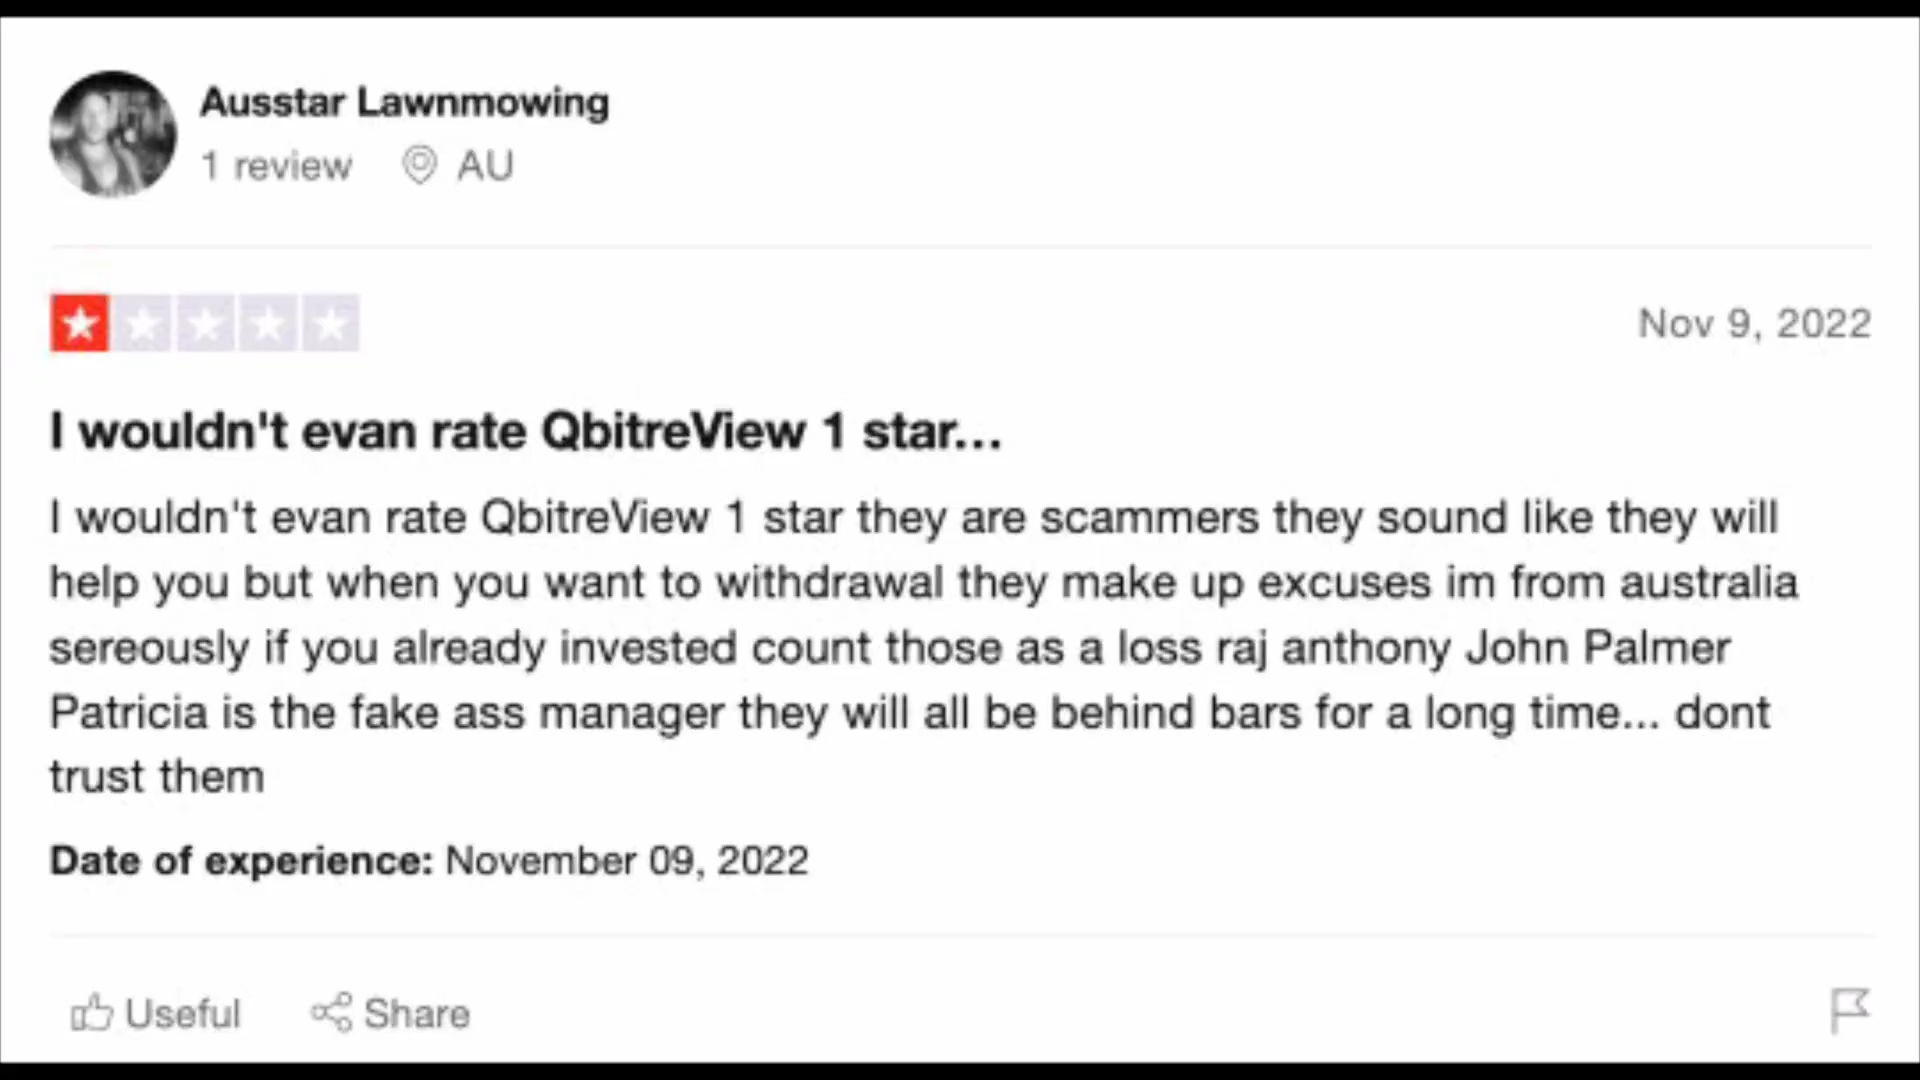 Ausstar Lawnmowing
1 review AU
Nov 9, 2022
I wouldn't evan rate QbitreView 1 star...
I wouldn't evan rate QbitreView 1 star they are scammers they sound like they will
help you but when you want to withdrawal they make up excuses im from australia
sereously if you already invested count those as a loss raj anthony John Palmer
Patricia is the fake ass manager they will all be behind bars for a long time... dont
trust them
Date of experience: November 09, 2022
Useful Share